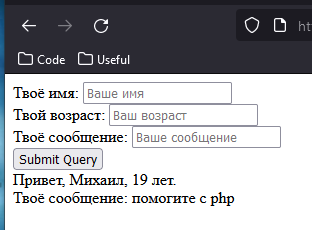 Code Useful
Твоё имя: Ваше имя
Твой возраст: Ваш возраст
Твоё сообщение: Ваше сообщение
Submit Query
Привет, Михаил, 19 лет.
Твоё сообщение: помогите с php